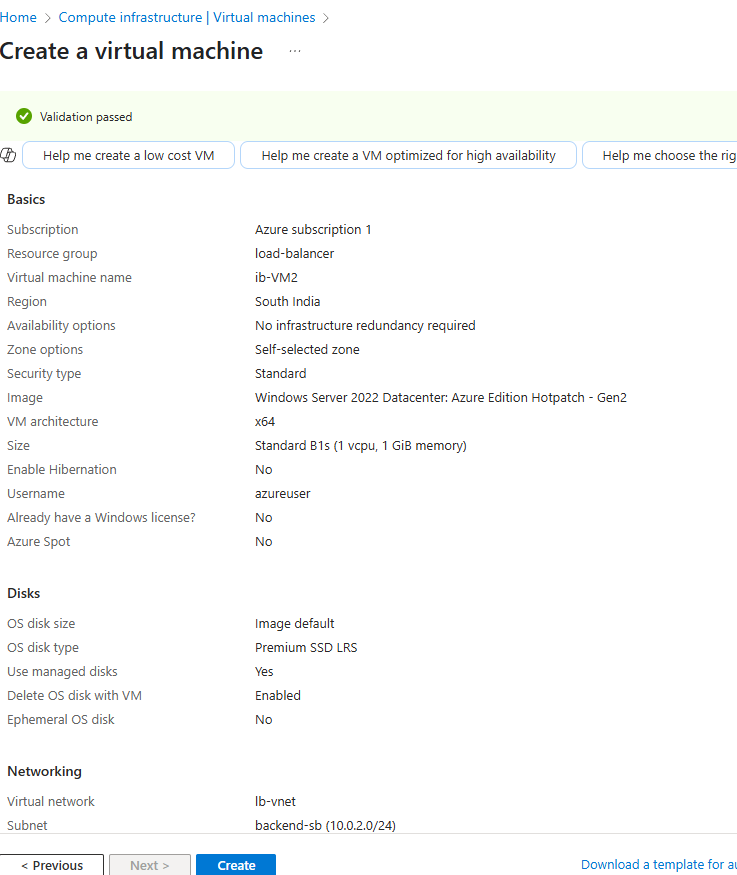 Home > Compute infrastructure | Virtual machines >
Create a virtual machine ...
Validation passed
Help me create a low cost VM Help me create a VM optimized for high availability Help me choose the rig
Basics
Subscription Azure subscription 1
Resource group load-balancer
Virtual machine name ib-VM2
Region South India
Availability options No infrastructure redundancy required
Zone options Self-selected zone
Security type Standard
Image Windows Server 2022 Datacenter: Azure Edition Hotpatch - Gen2
VM architecture x64
Size Standard B1s (1 vcpu, 1 GiB memory)
Enable Hibernation No
Username azureuser
Already have a Windows license? No
Azure Spot No
Disks
OS disk size Image default
OS disk type Premium SSD LRS
Use managed disks Yes
Delete OS disk with VM Enabled
Ephemeral OS disk No
Networking
Virtual network lb-vnet
Subnet backend-sb (10.0.2.0/24)
< Previous Next > Create Download a template for au